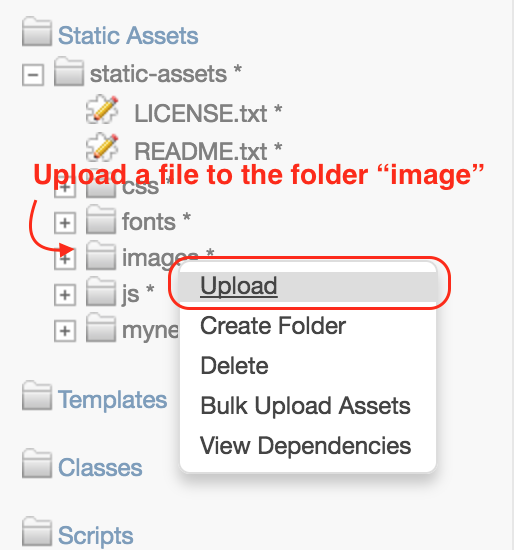 Static Assets
static-assets *
LICENSE.txt *
README.txt *
Upload a file to the folder “image”
css *
fonts *
images *
Upload
js *
Create Folder
myne
Delete
Templates
Bulk Upload Assets
View Dependencies
Classes
Scripts